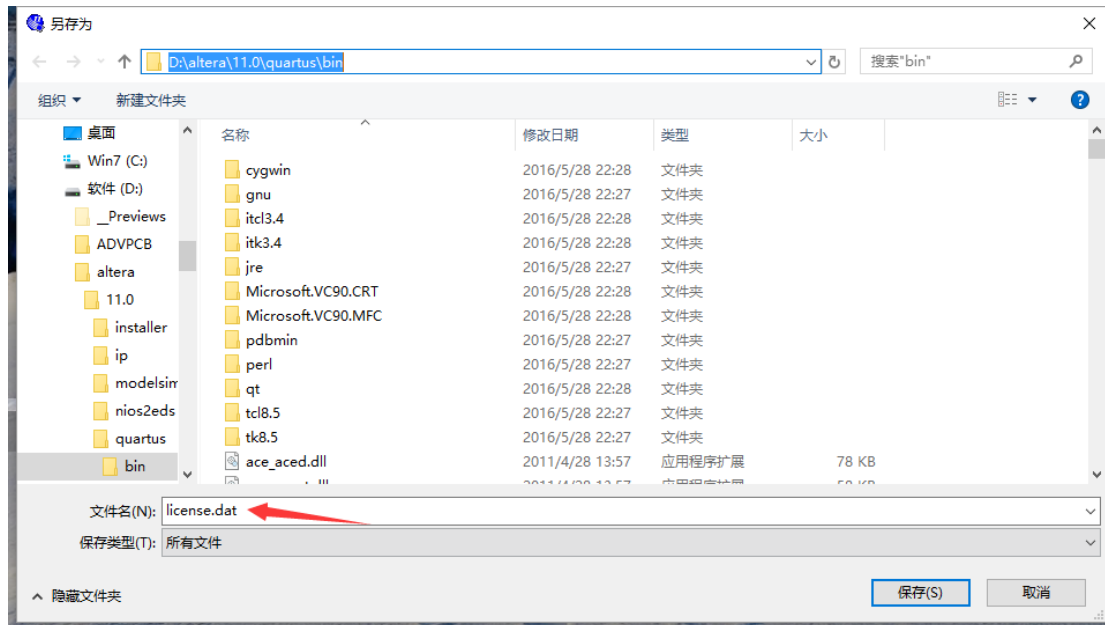 另存为
D:\altera\11.0\quartus\bin
搜索"bin"
组织 新建文件夹
桌面
Win7 (C:)
软件 (D:)
__Previews
ADVPCB
altera
11.0
installer
ip
modelsim
nios2eds
quartus
bin
名称 修改日期 类型 大小
cygwin 2016/5/28 22:28 文件夹
gnu 2016/5/28 22:27 文件夹
itcl3.4 2016/5/28 22:28 文件夹
itk3.4 2016/5/28 22:28 文件夹
jre 2016/5/28 22:27 文件夹
Microsoft.VC90.CRT 2016/5/28 22:28 文件夹
Microsoft.VC90.MFC 2016/5/28 22:28 文件夹
pdbmin 2016/5/28 22:27 文件夹
perl 2016/5/28 22:27 文件夹
qt 2016/5/28 22:28 文件夹
tcl8.5 2016/5/28 22:27 文件夹
tk8.5 2016/5/28 22:27 文件夹
ace_aced.dll 2011/4/28 13:57 应用程序扩展 78 KB
文件名(N): license.dat
保存类型(T): 所有文件
隐藏文件夹 保存(S) 取消